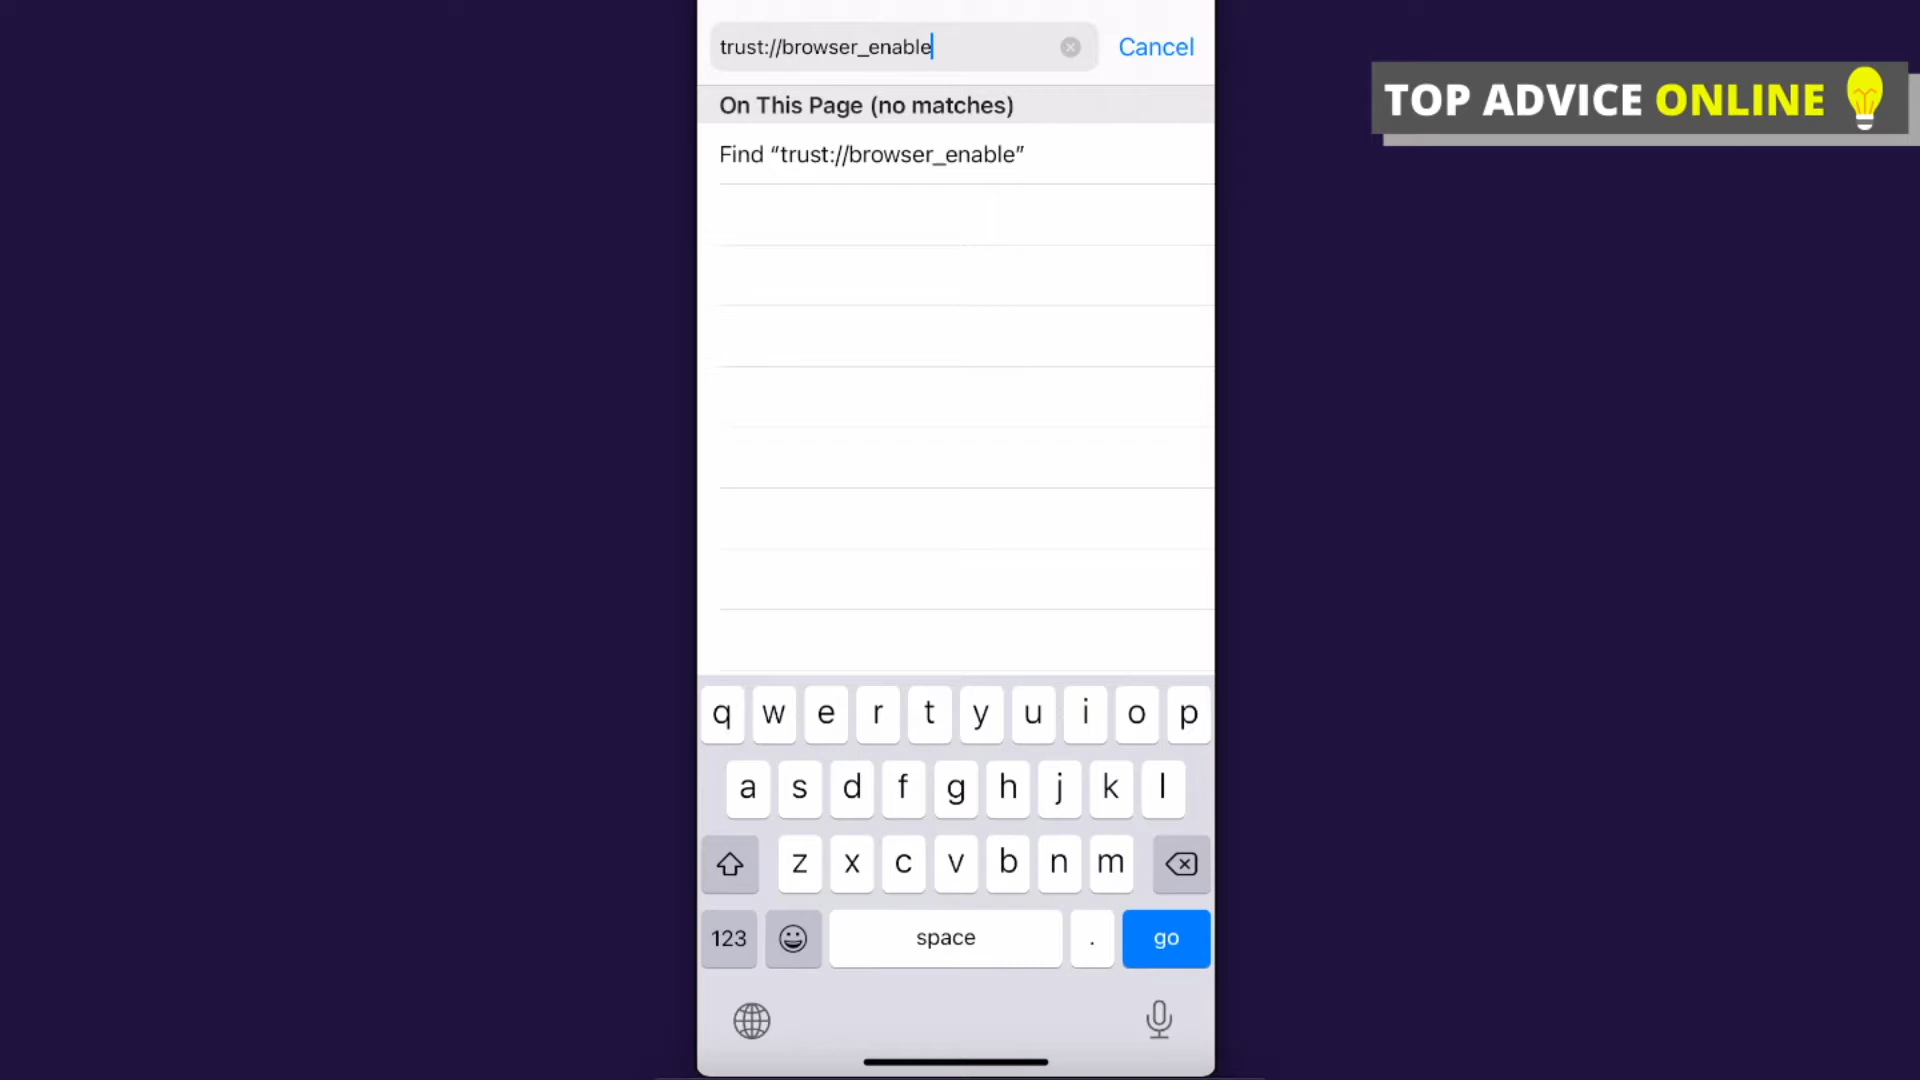 trust://browser_enable
Cancel
TOP ADVICE ONLINE
On This Page (no matches)
Find “trust://browser_enable”
q w e r t y u i o p
a s d f g h j k l
z x c v b n m
123
space
.
go